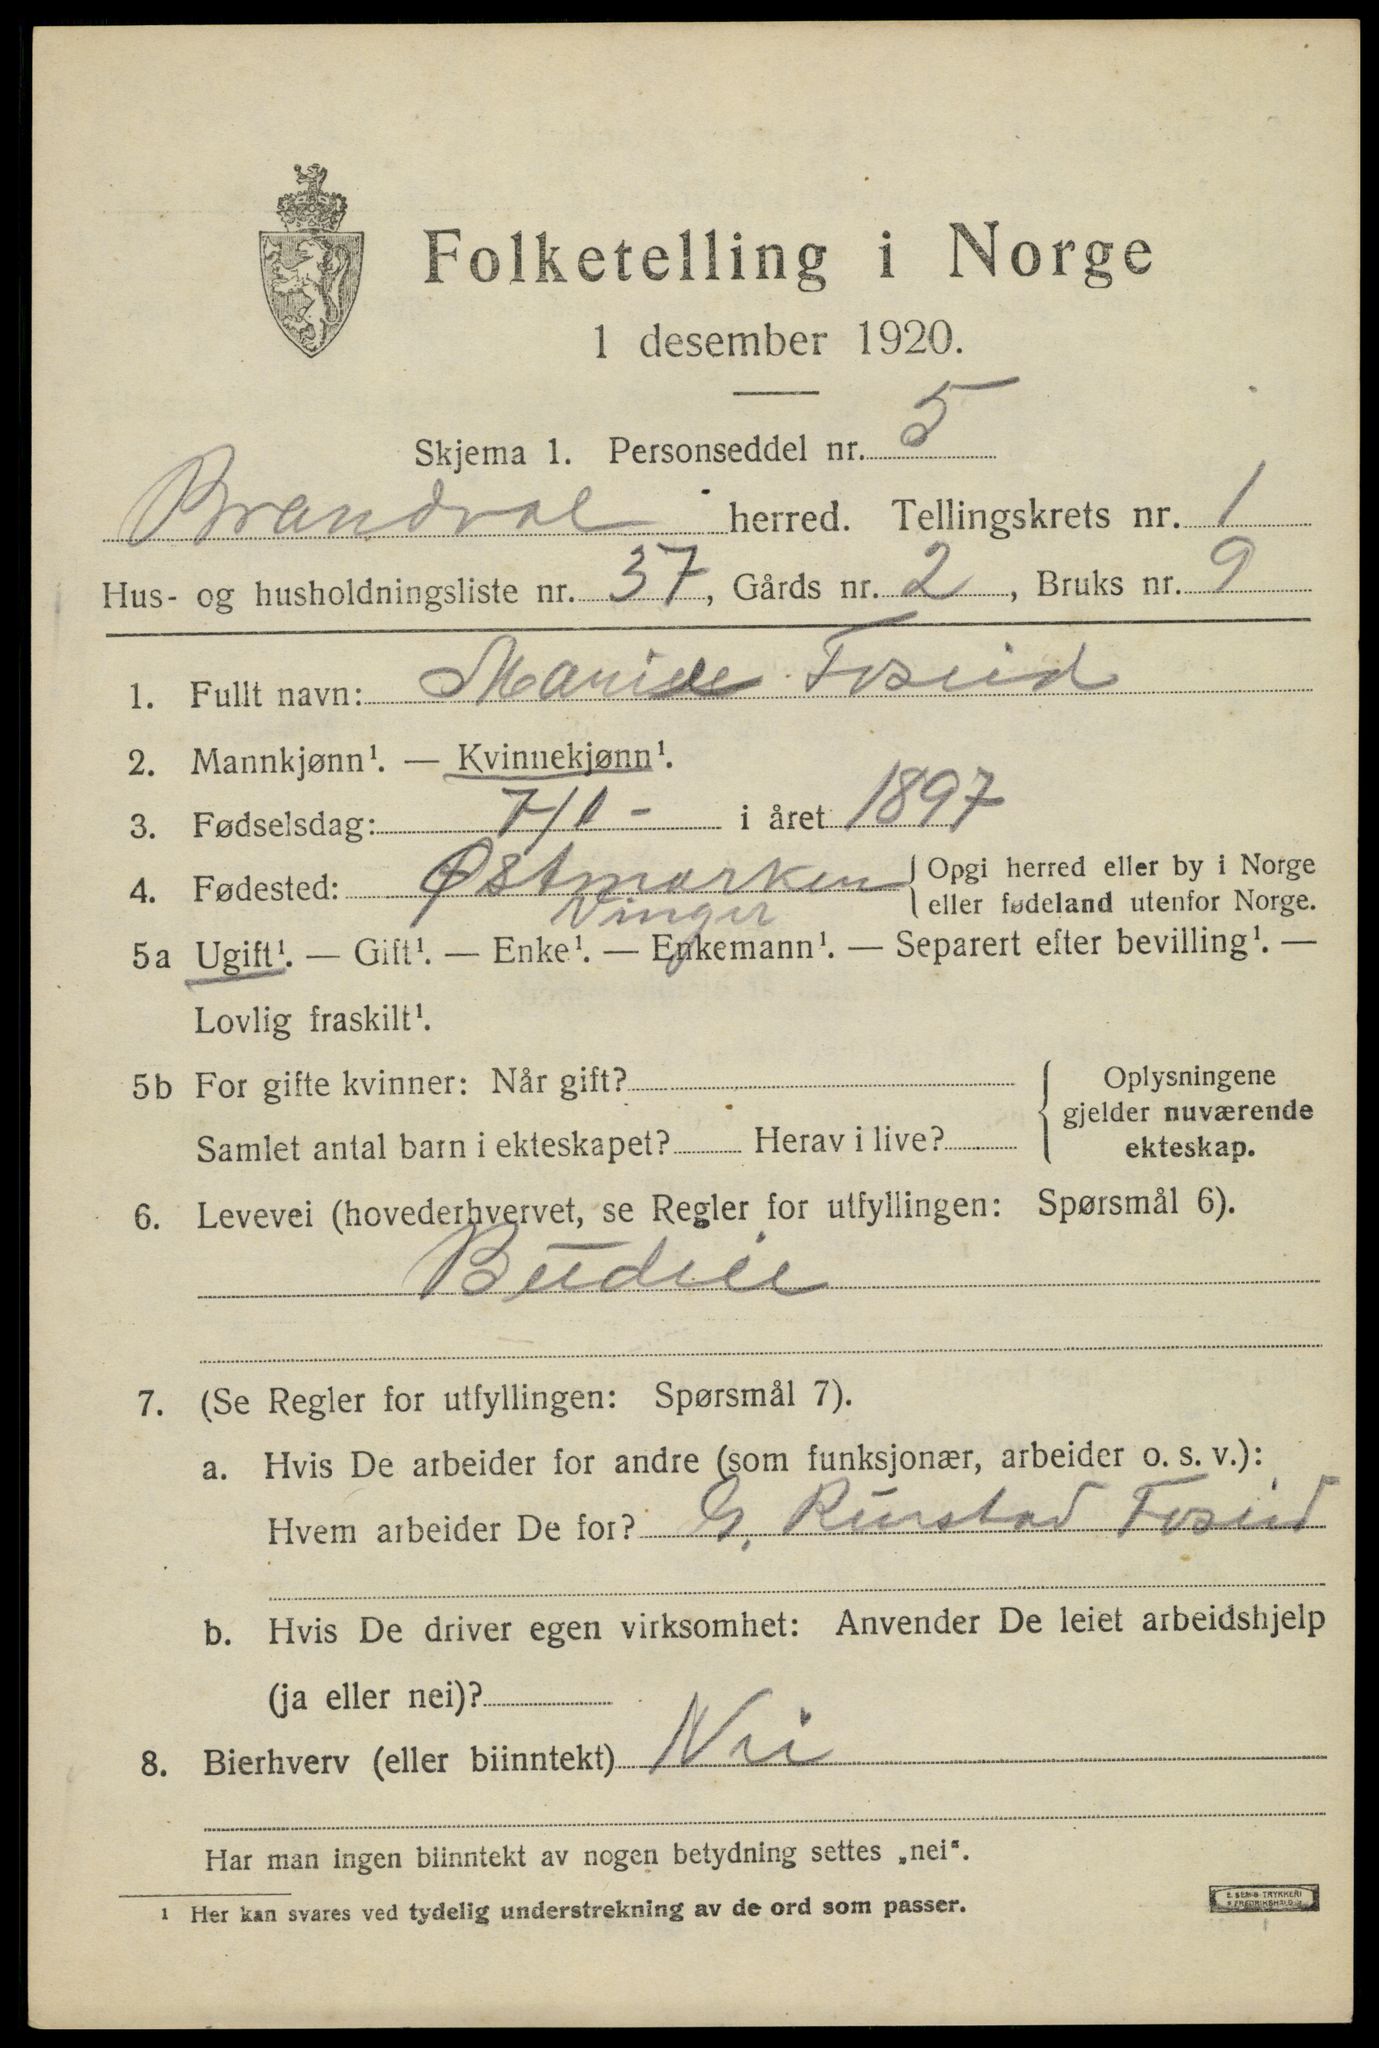 Folketelling i Norge
1 desember 1920.
Skjema 1. Personseddel nr. 5
Brandval herred. Tellingskrets nr. 1
Hus- og husholdningsliste nr. 37, Gårds nr. 2, Bruks nr. 9
1. Fullt navn: Fosud
2. Mannkjønn¹. — Kvinnekjønn¹.
3. Fødselsdag: 7/1 - i året 1897
4. Fødested: Østmarken { Opgi herred eller by i Norge
Vinger eller fødeland utenfor Norge.
5a Ugift¹. — Gift¹. — Enke¹. — Enkemann¹. — Separert efter bevilling¹. —
Lovlig fraskilt¹.
5b For gifte kvinner: Når gift? { Oplysningene
gjelder nuværende
Samlet antal barn i ekteskapet? Herav i live? ekteskap.
6. Levevei (hovederhvervet, se Regler for utfyllingen: Spørsmål 6).
Budeie
7. (Se Regler for utfyllingen: Spørsmål 7).
a. Hvis De arbeider for andre (som funksjonær, arbeider o. s. v.):
Hvem arbeider De for? G. Rustad Fosud
b. Hvis De driver egen virksomhet: Anvender De leiet arbeidshjelp
(ja eller nei)?
8. Bierhverv (eller biinntekt) Nei
Har man ingen biinntekt av nogen betydning settes „nei“.
¹ Her kan svares ved tydelig understrekning av de ord som passer.
E. SEM'S TRYKKERI
FREDRIKSHALD